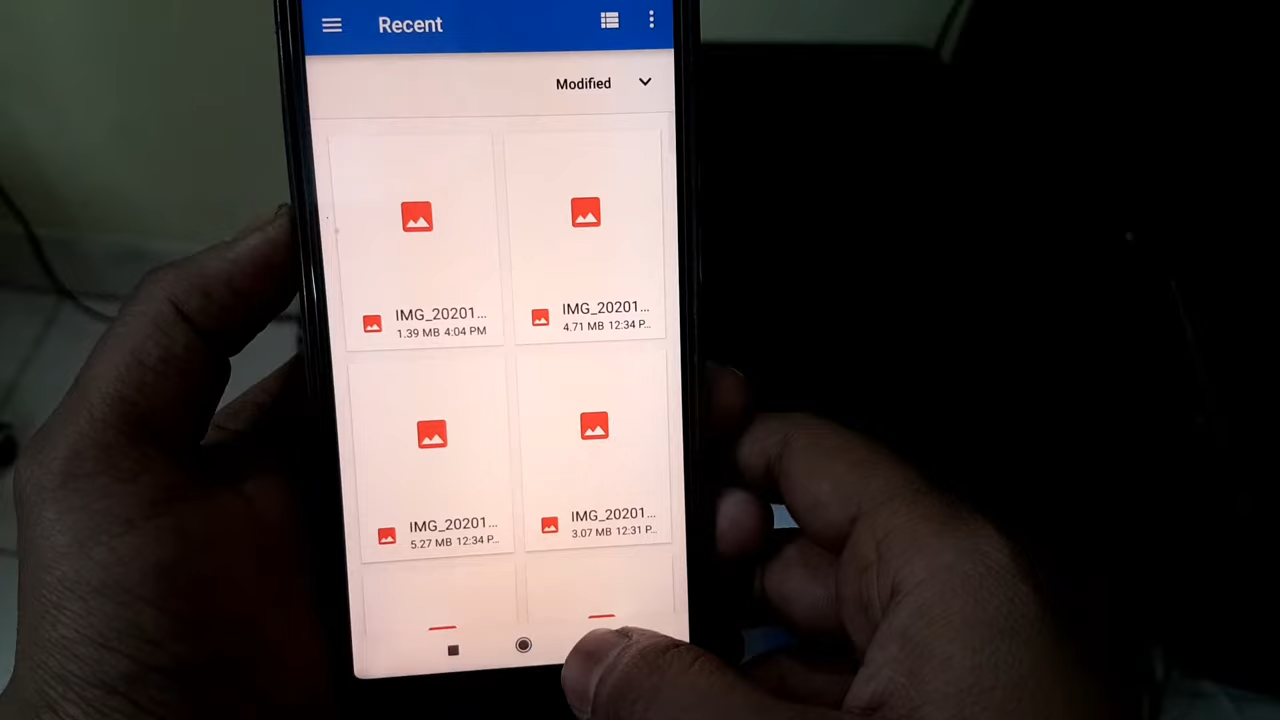 Recent
Modified
IMG_20201...
1.39 MB 4:04 PM
IMG_20201...
4.71 MB 12:34 P...
IMG_20201...
5.27 MB 12:34 P...
IMG_20201...
3.07 MB 12:31 P...